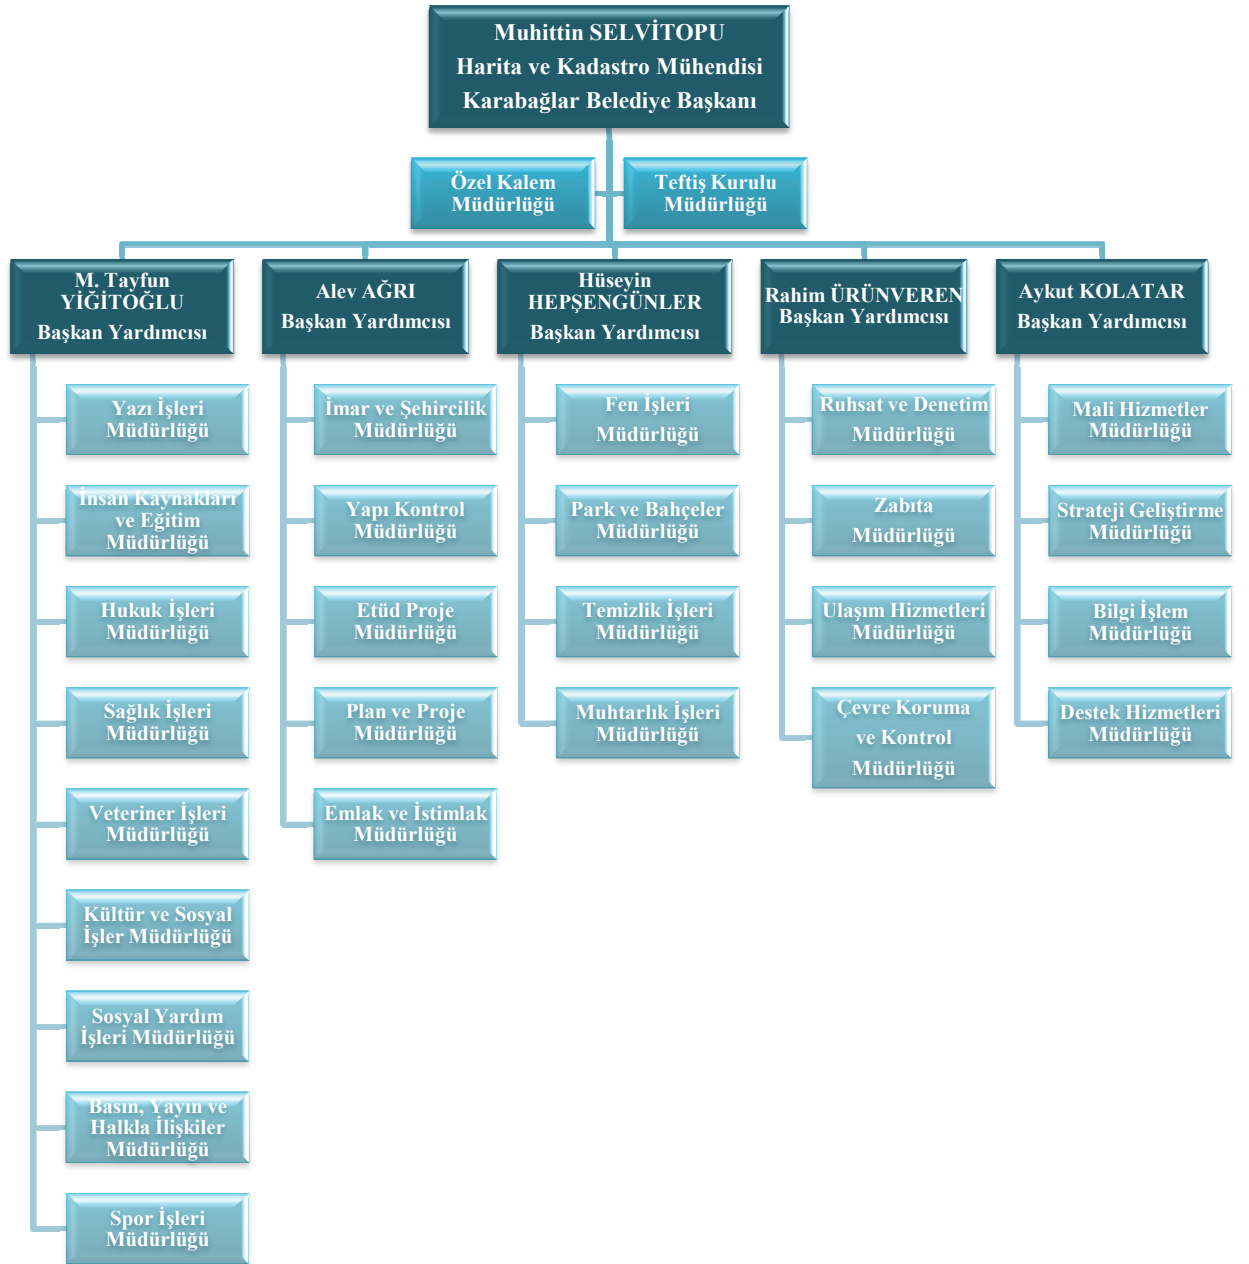 Muhittin SELVİTOPU
Harita ve Kadastro Mühendisi
Karabağlar Belediye Başkanı
Özel Kalem
Müdürlüğü
Teftiş Kurulu
Müdürlüğü
M. Tayfun
YİĞİTOĞLU
Başkan Yardımcısı
Yazı İşleri
Müdürlüğü
İnsan Kaynakları
ve Eğitim
Müdürlüğü
Hukuk İşleri
Müdürlüğü
Sağlık İşleri
Müdürlüğü
Veteriner İşleri
Müdürlüğü
Kültür ve Sosyal
İşler Müdürlüğü
Sosyal Yardım
İşleri Müdürlüğü
Basın, Yayın ve
Halkla İlişkiler
Müdürlüğü
Spor İşleri
Müdürlüğü
Alev AĞRI
Başkan Yardımcısı
İmar ve Şehircilik
Müdürlüğü
Yapı Kontrol
Müdürlüğü
Etüd Proje
Müdürlüğü
Plan ve Proje
Müdürlüğü
Emlak ve İstimlak
Müdürlüğü
Hüseyin
HEPŞENGÜNLER
Başkan Yardımcısı
Fen İşleri
Müdürlüğü
Park ve Bahçeler
Müdürlüğü
Temizlik İşleri
Müdürlüğü
Muhtarlık İşleri
Müdürlüğü
Rahim ÜRÜNVEREN
Başkan Yardımcısı
Ruhsat ve Denetim
Müdürlüğü
Zabıta
Müdürlüğü
Ulaşım Hizmetleri
Müdürlüğü
Çevre Koruma
ve Kontrol
Müdürlüğü
Aykut KOLATAR
Başkan Yardımcısı
Mali Hizmetler
Müdürlüğü
Strateji Geliştirme
Müdürlüğü
Bilgi İşlem
Müdürlüğü
Destek Hizmetleri
Müdürlüğü